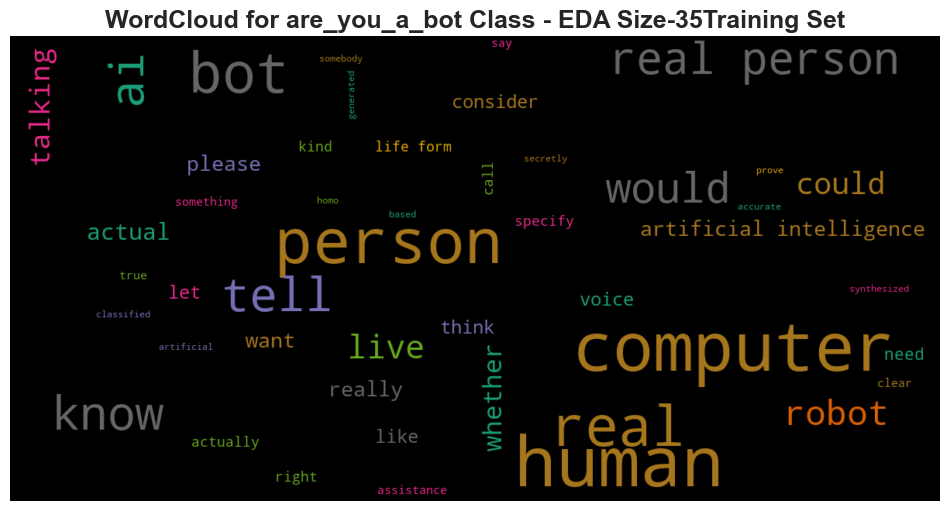 WordCloud for are_you_a_bot Class - EDA Size-35Training Set
talking
ai
bot
somebody
generated
say
real person
consider
kind
life form
please
call
secretly
prove
would
could
something
homo
based
accurate
actual
specify
artificial intelligence
person
true
let
tell
voice
synthesized
classified
artificial
want
live
think
computer
need
whether
really
clear
know
actually
like
real
robot
human
right
assistance